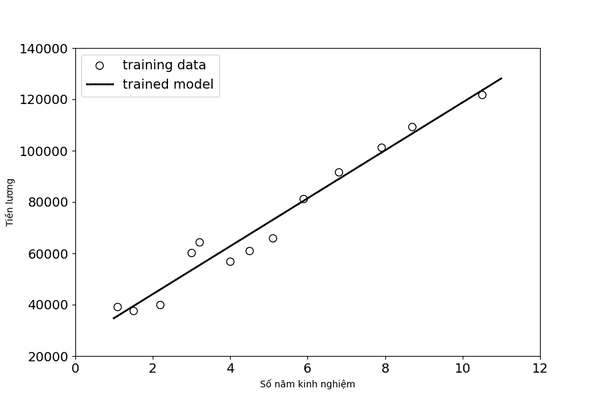 140000
120000
100000
80000
60000
40000
20000
training data
trained model
Tiền lương
0 2 4 6 8 10 12
Số năm kinh nghiệm